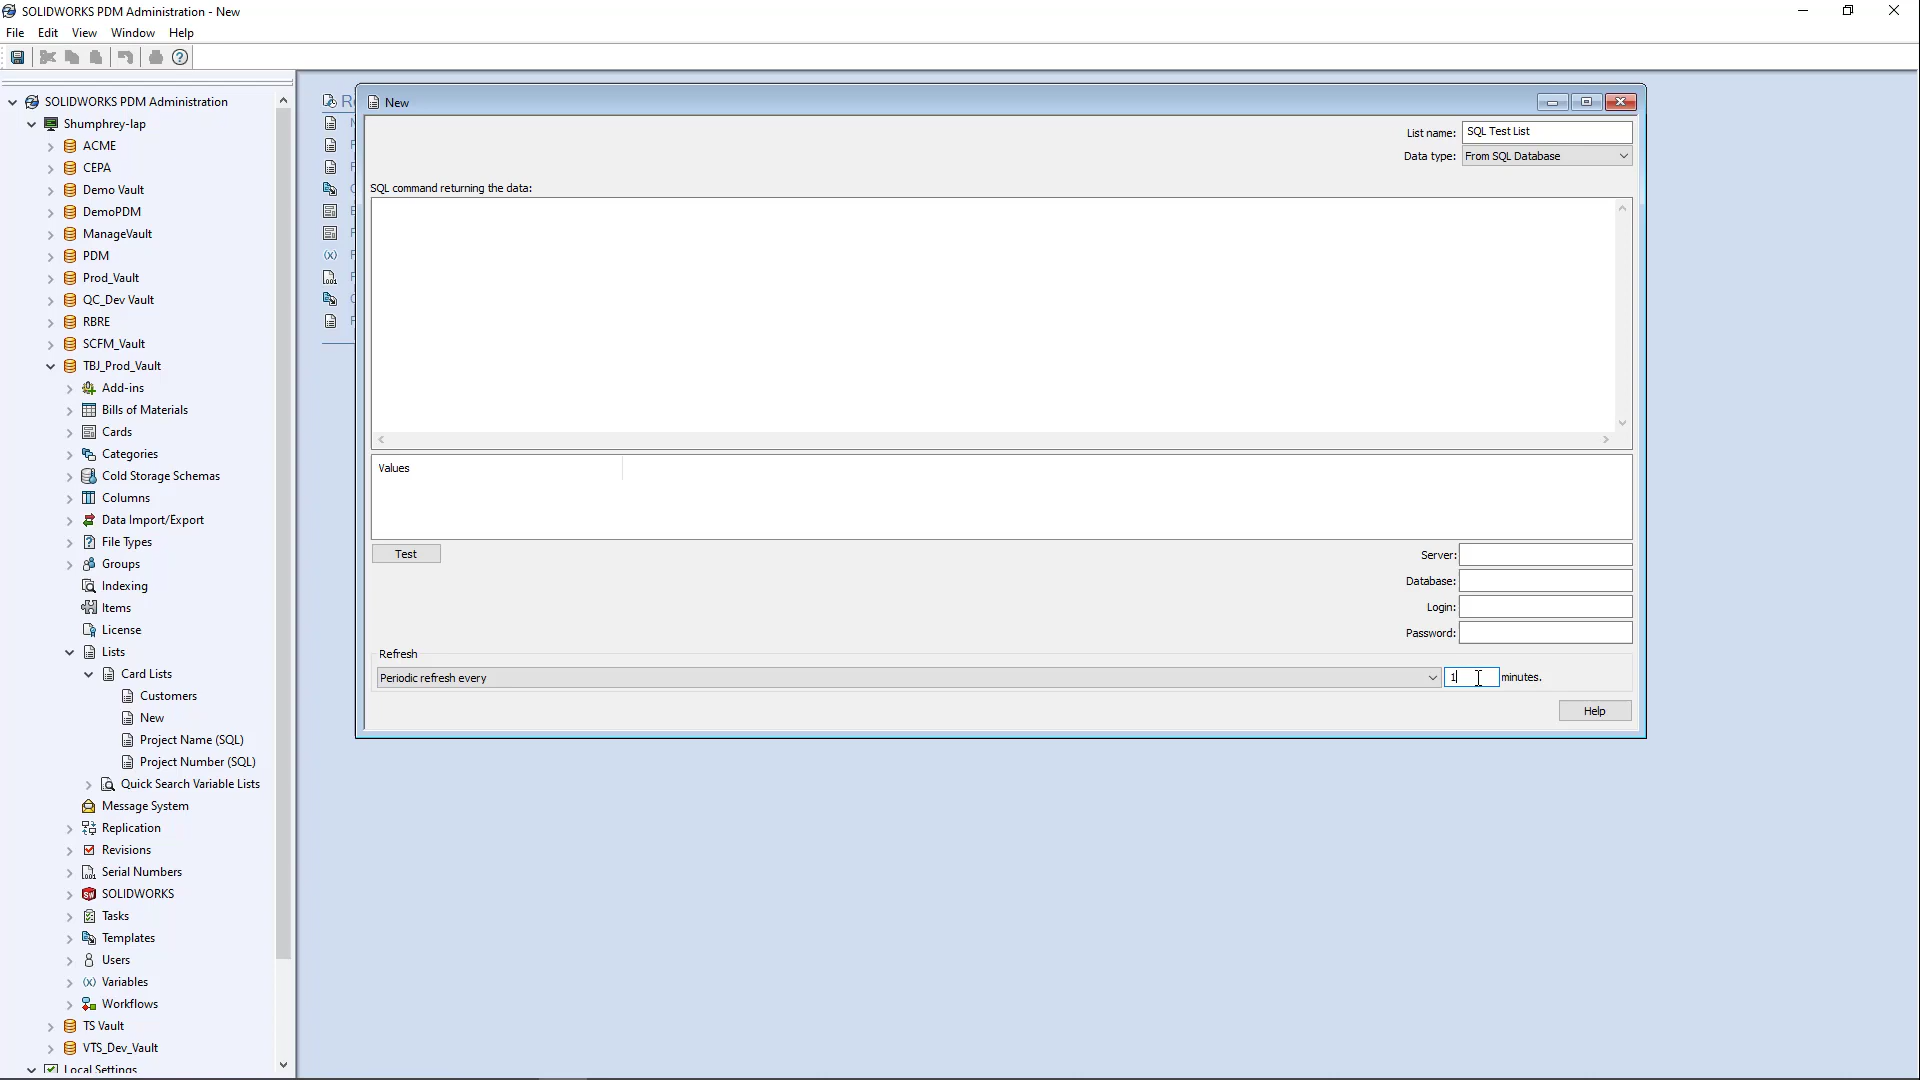 SOLIDWORKS PDM Administration - New
File Edit View Window Help
SOLIDWORKS PDM Administration
Shumphrey-lap
ACME
CEPA
Demo Vault
DemoPDM
ManageVault
PDM
Prod_Vault
QC_Dev Vault
RBRE
SCFM_Vault
TBJ_Prod_Vault
Add-ins
Bills of Materials
Cards
Categories
Cold Storage Schemas
Columns
Data Import/Export
File Types
Groups
Indexing
Items
License
Lists
Card Lists
Customers
New
Project Name (SQL)
Project Number (SQL)
Quick Search Variable Lists
Message System
Replication
Revisions
Serial Numbers
SOLIDWORKS
Tasks
Templates
Users
Variables
Workflows
TS Vault
VTS_Dev_Vault
Local Settings
New
List name: SQL Test List
Data type: From SQL Database
SQL command returning the data:
Values
Test
Server:
Database:
Login:
Password:
Refresh
Periodic refresh every 1 minutes.
Help